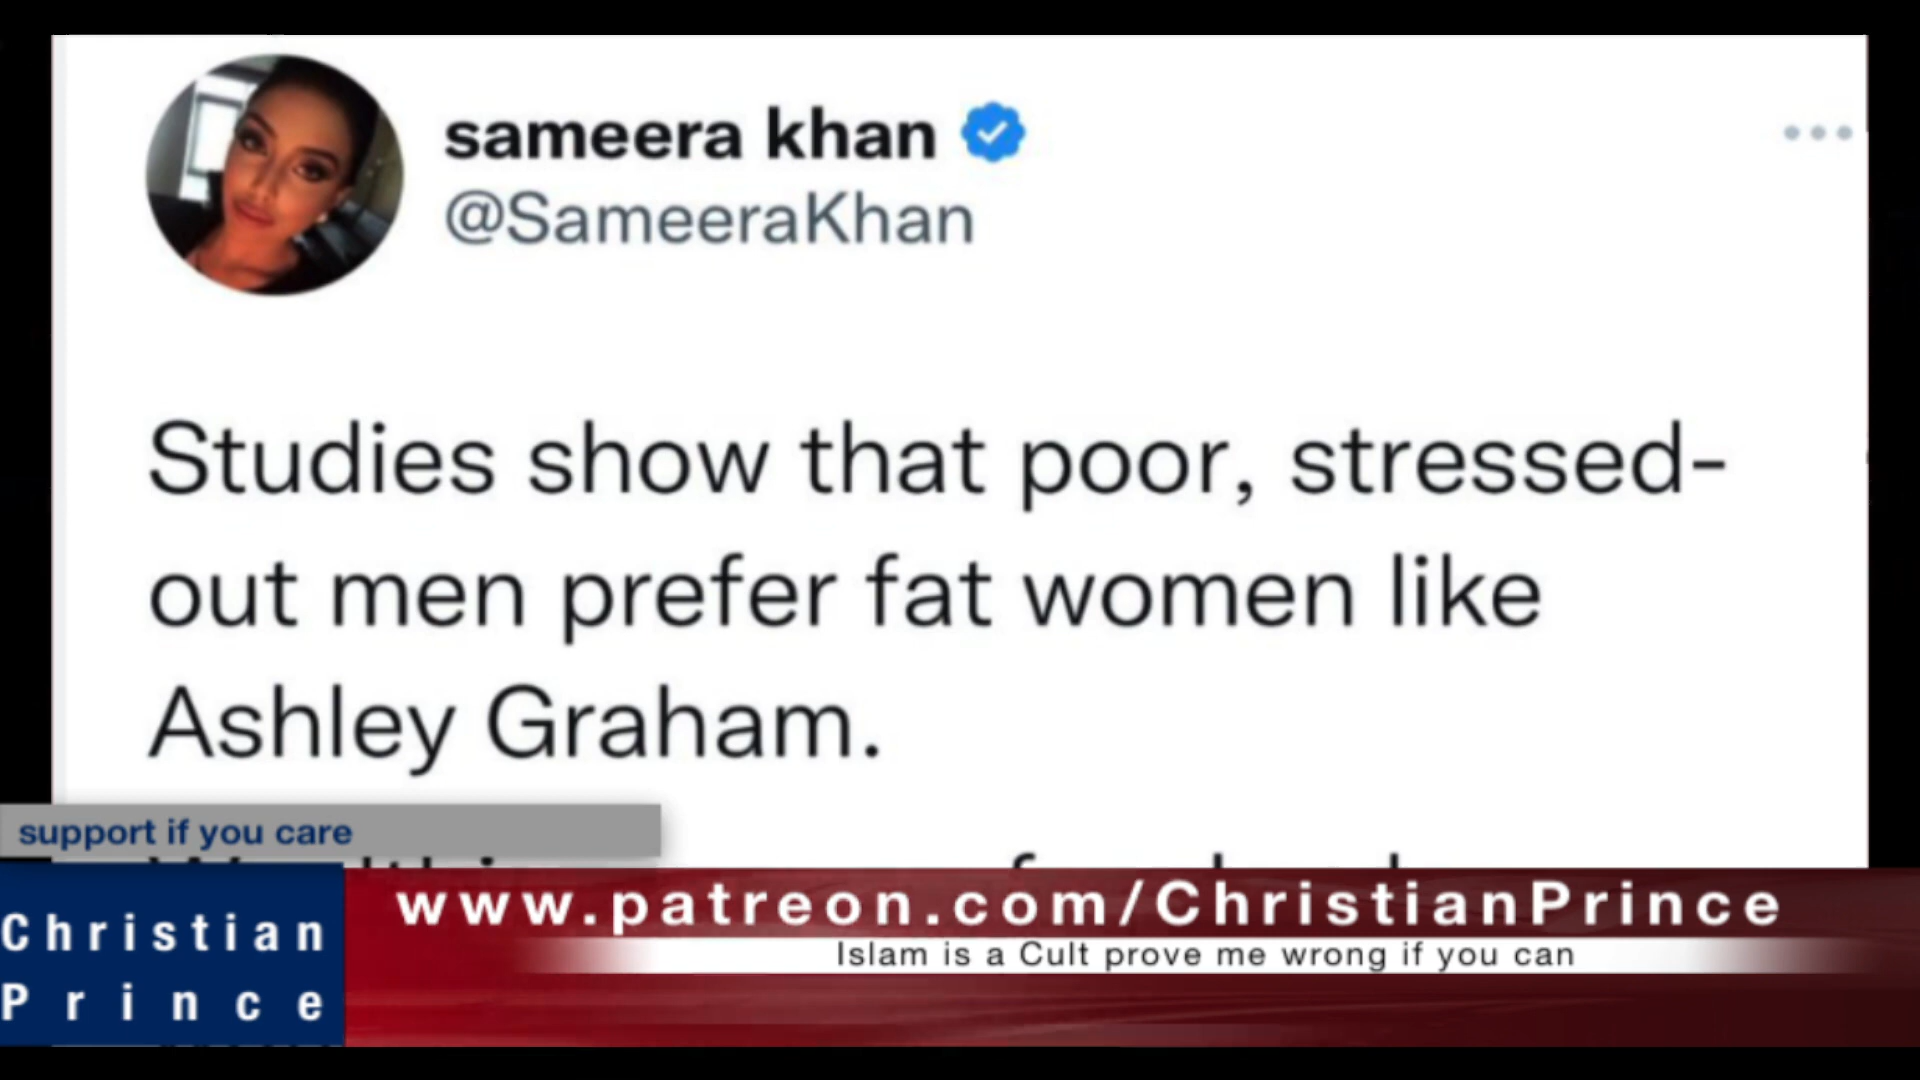 sameera khan
@SameeraKhan
Studies show that poor, stressed-
out men prefer fat women like
Ashley Graham.
support if you care
Christian
Prince
www.patreon.com/ChristianPrince
Islam is a Cult prove me wrong if you can